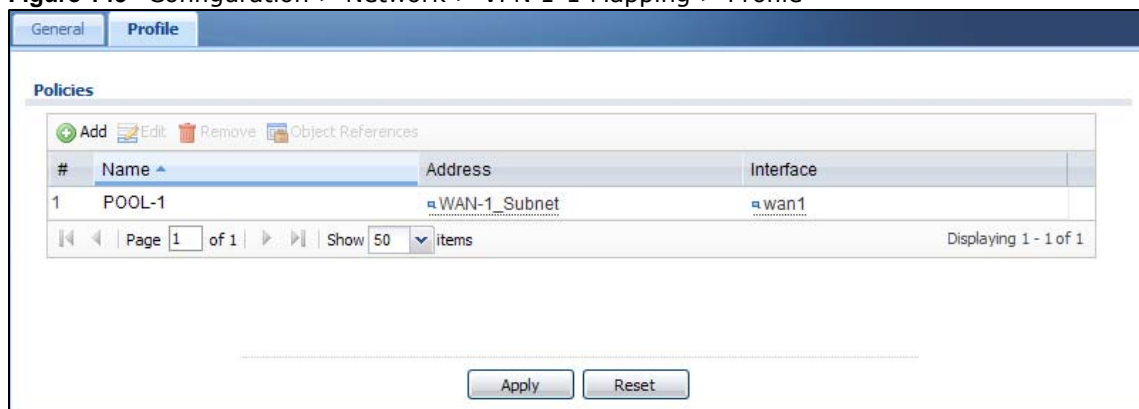 Configuration > Network > VPN 1-1 Mapping > Profile
General Profile
Policies
Add Edit Remove Object References
# Name Address Interface
1 POOL-1 WAN-1_Subnet wan1
Page 1 of 1 Show 50 items Displaying 1 - 1 of 1
Apply Reset